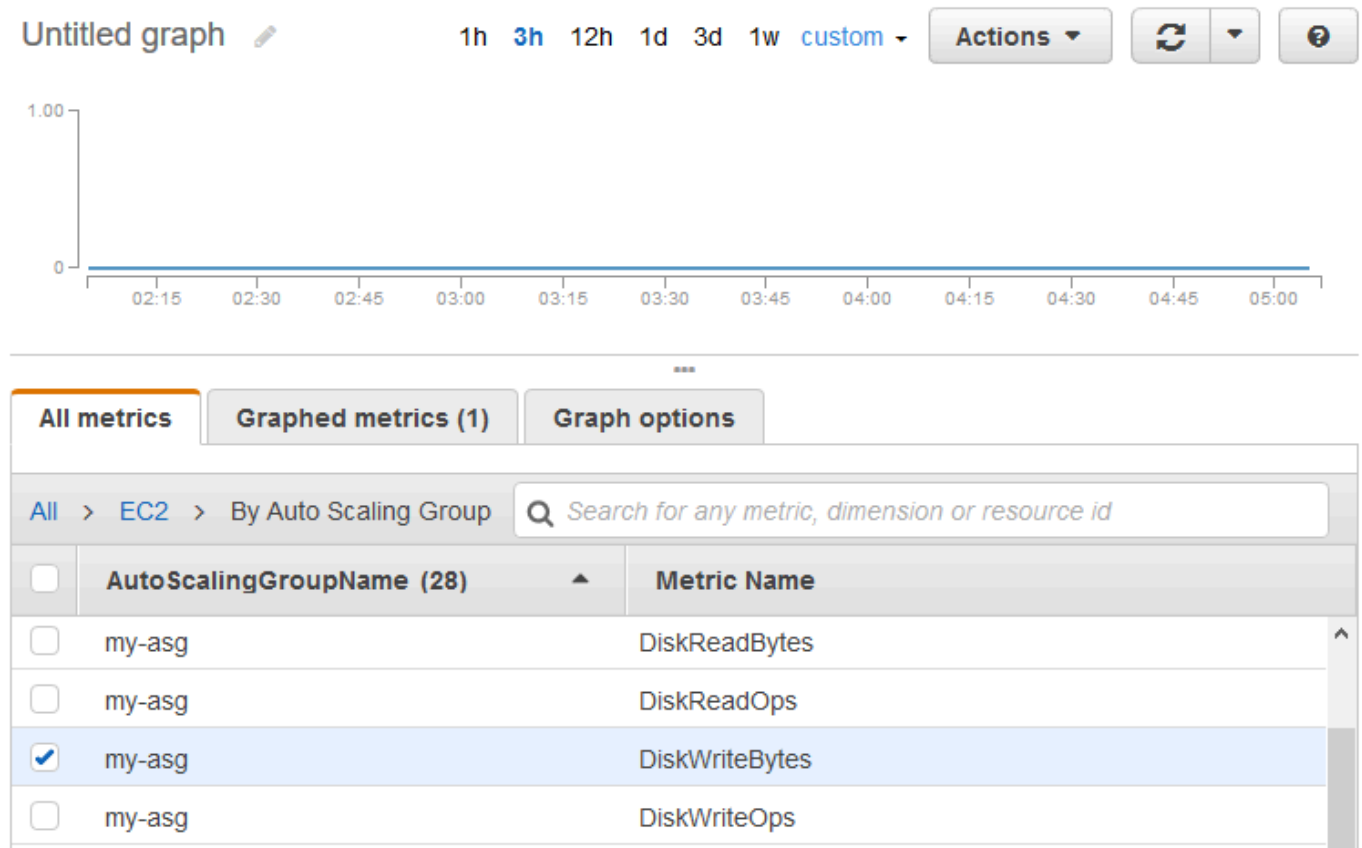 Untitled graph 1h 3h 12h 1d 3d 1w custom Actions
1.00
0
02:15 02:30 02:45 03:00 03:15 03:30 03:45 04:00 04:15 04:30 04:45 05:00
All metrics Graphed metrics (1) Graph options
All > EC2 > By Auto Scaling Group Search for any metric, dimension or resource id
AutoScalingGroupName (28) Metric Name
my-asg DiskReadBytes
my-asg DiskReadOps
my-asg DiskWriteBytes
my-asg DiskWriteOps